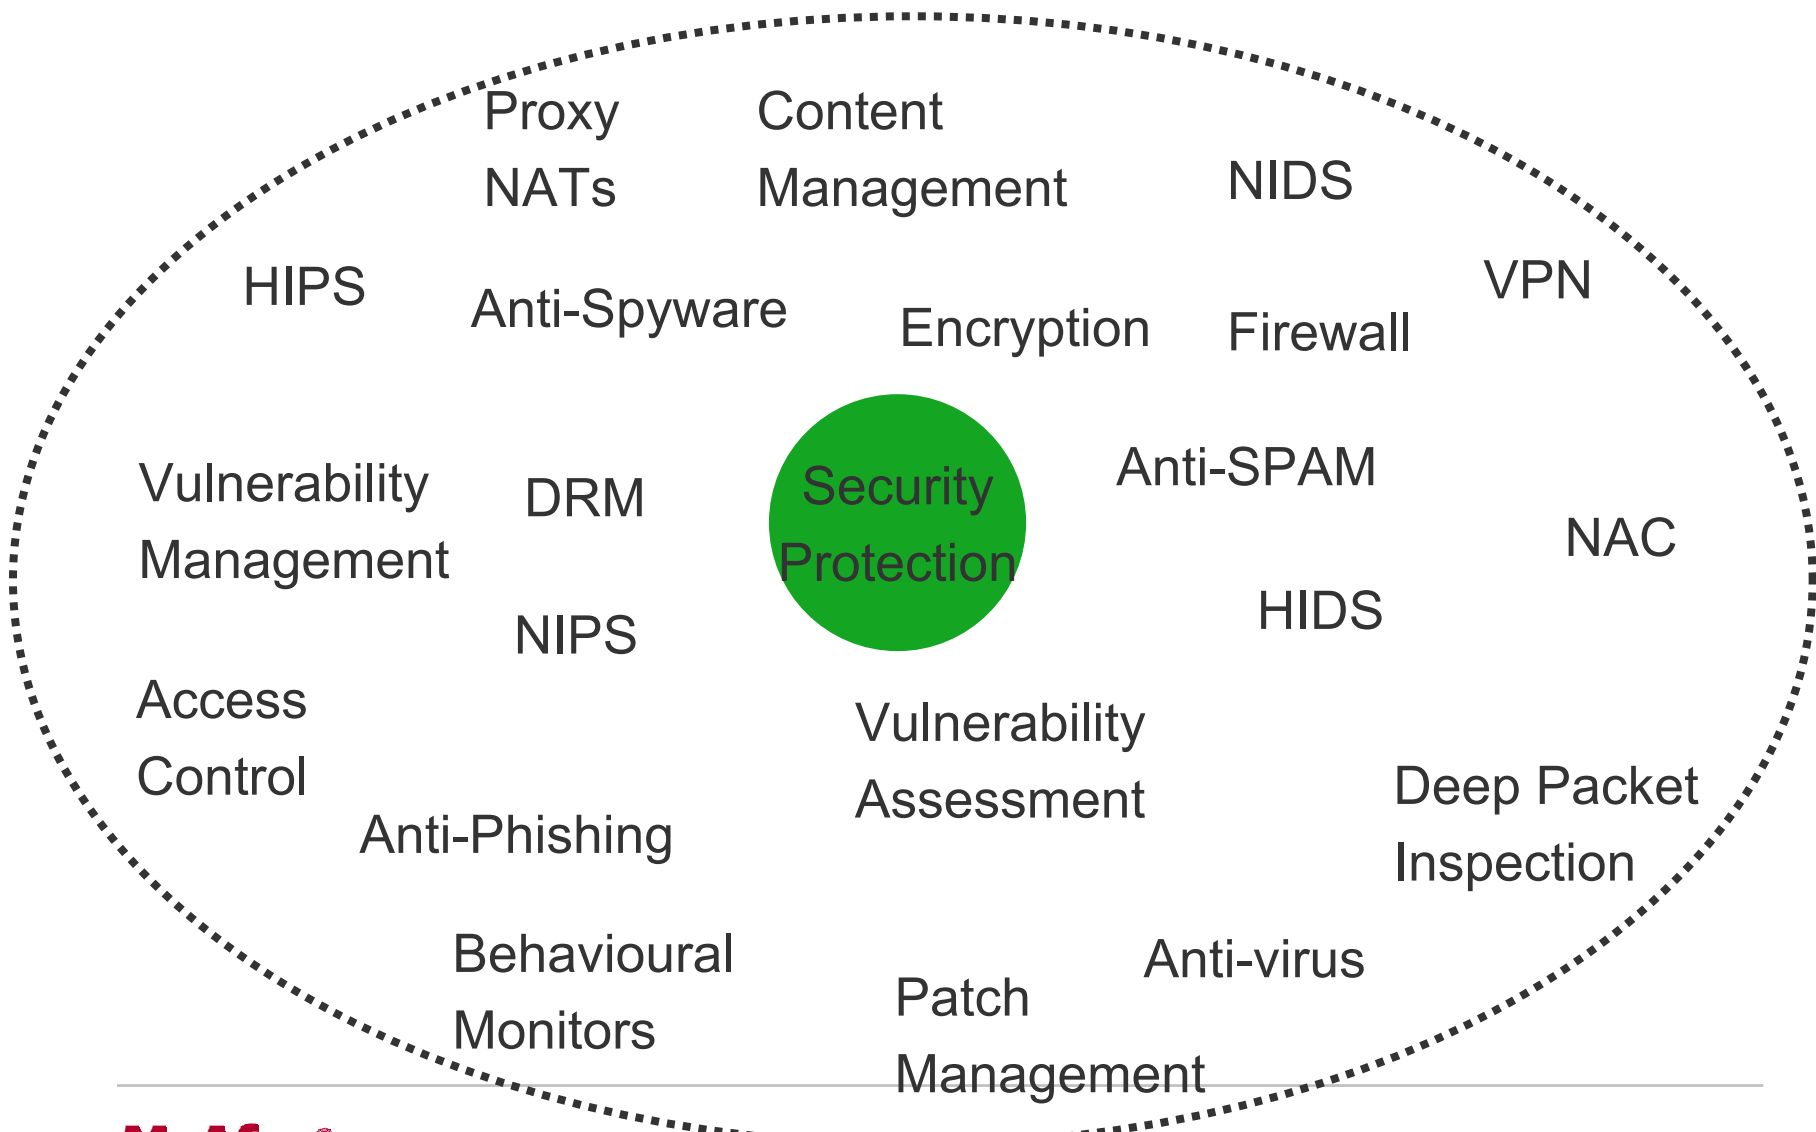 Proxy
NATs
Content
Management
NIDS
HIPS
Anti-Spyware
Encryption
Firewall
VPN
Vulnerability
Management
DRM
Security
Protection
Anti-SPAM
NAC
NIPS
HIDS
Access
Control
Vulnerability
Assessment
Deep Packet
Inspection
Anti-Phishing
Behavioural
Monitors
Patch
Management
Anti-virus